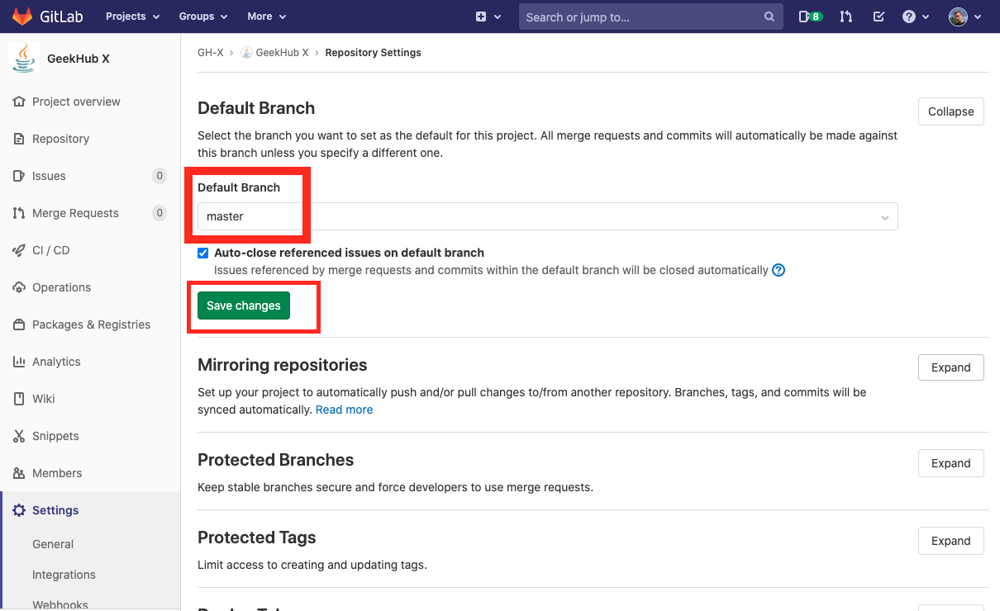 GitLab Projects Groups More Search or jump to... 8
GeekHub X
Project overview
Repository
Issues 0
Merge Requests 0
CI / CD
Operations
Packages & Registries
Analytics
Wiki
Snippets
Members
Settings
General
Integrations
Webhooks
GH-X › GeekHub X › Repository Settings
Default Branch
Collapse
Select the branch you want to set as the default for this project. All merge requests and commits will automatically be made against
this branch unless you specify a different one.
Default Branch
master
Auto-close referenced issues on default branch
Issues referenced by merge requests and commits within the default branch will be closed automatically
Save changes
Mirroring repositories
Expand
Set up your project to automatically push and/or pull changes to/from another repository. Branches, tags, and commits will be
synced automatically. Read more
Protected Branches
Expand
Keep stable branches secure and force developers to use merge requests.
Protected Tags
Expand
Limit access to creating and updating tags.